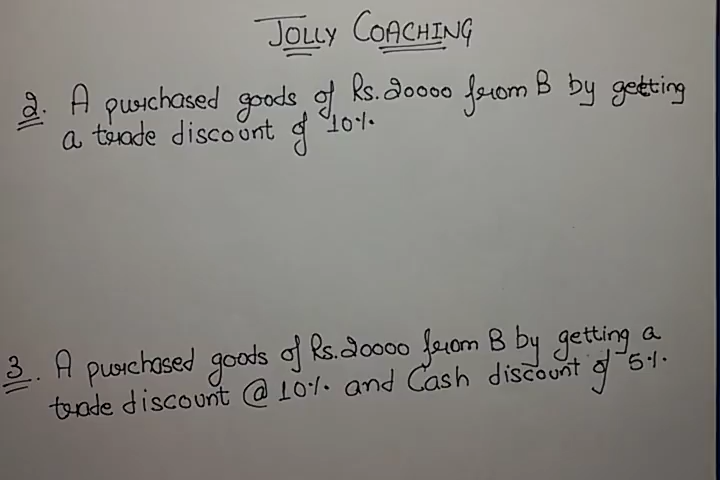 JOLLY COACHING
2. A purchased goods of Rs.20000 from B by getting
a trade discount of 10%.
3. A purchased goods of Rs.20000 from B by getting a
trade discount @ 10%. and Cash discount of 5%.